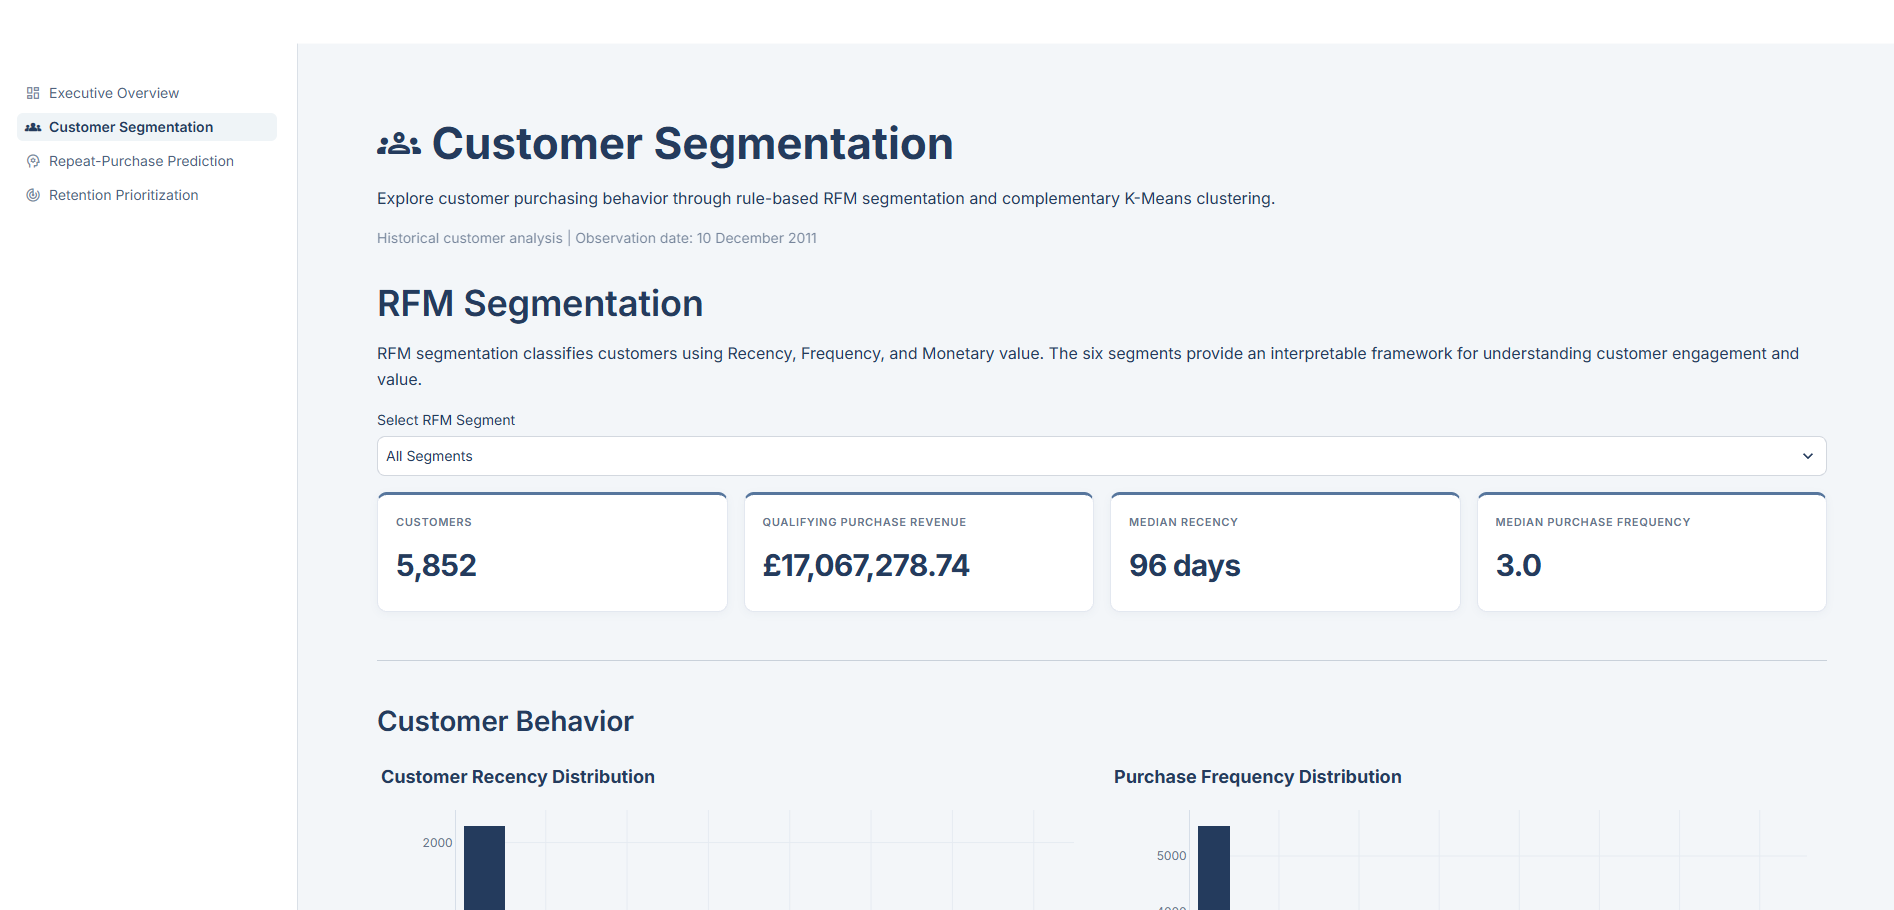 Executive Overview
Customer Segmentation
Repeat-Purchase Prediction
Retention Prioritization
Customer Segmentation
Explore customer purchasing behavior through rule-based RFM segmentation and complementary K-Means clustering.
Historical customer analysis | Observation date: 10 December 2011
RFM Segmentation
RFM segmentation classifies customers using Recency, Frequency, and Monetary value. The six segments provide an interpretable framework for understanding customer engagement and
value.
Select RFM Segment
All Segments
CUSTOMERS
5,852
QUALIFYING PURCHASE REVENUE
£17,067,278.74
MEDIAN RECENCY
96 days
MEDIAN PURCHASE FREQUENCY
3.0
Customer Behavior
Customer Recency Distribution
2000
Purchase Frequency Distribution
5000